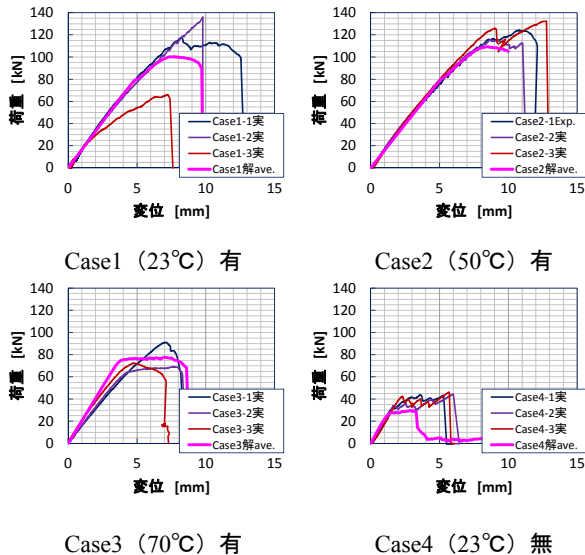 140
120
100
80
60
40
20
0
荷重 [kN]
Case1-1実
Case1-2実
Case1-3実
Case1解ave.
0 5 10 15
変位 [mm]
Case1（23℃）有
140
120
100
80
60
40
20
0
荷重 [kN]
Case2-1Exp.
Case2-2実
Case2-3実
Case2解ave.
0 5 10 15
変位 [mm]
Case2（50℃）有
140
120
100
80
60
40
20
0
荷重 [kN]
Case3-1実
Case3-2実
Case3-3実
Case3解ave.
0 5 10 15
変位 [mm]
Case3（70℃）有
140
120
100
80
60
40
20
0
荷重 [kN]
Case4-1実
Case4-2実
Case4-3実
Case4解ave.
0 5 10 15
変位 [mm]
Case4（23℃）無